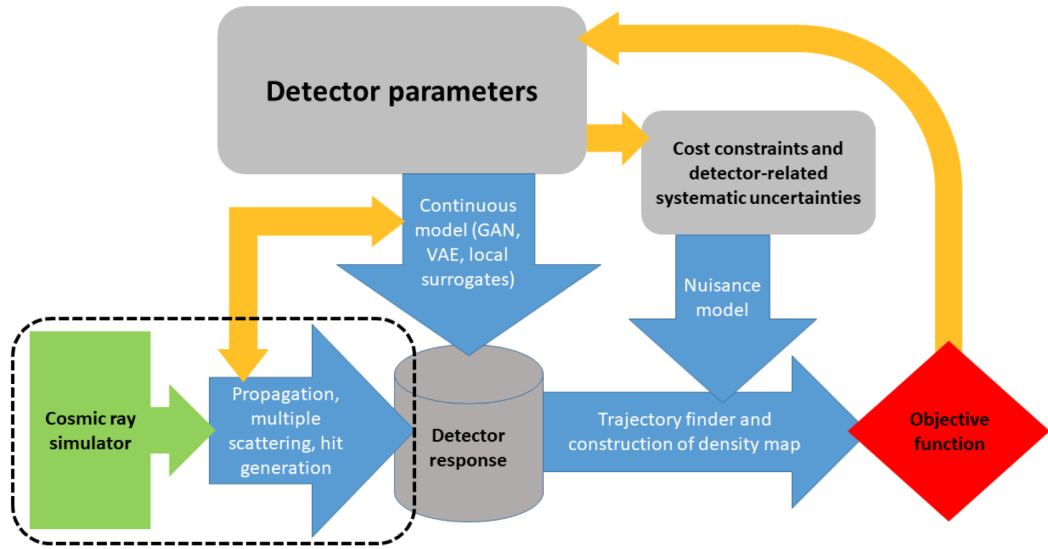 Detector parameters
Cost constraints and
detector-related
systematic uncertainties
Continuous
model (GAN,
VAE, local
surrogates)
Nuisance
model
Cosmic ray
simulator
Propagation,
multiple
scattering, hit
generation
Detector
response
Trajectory finder and
construction of density map
Objective
function